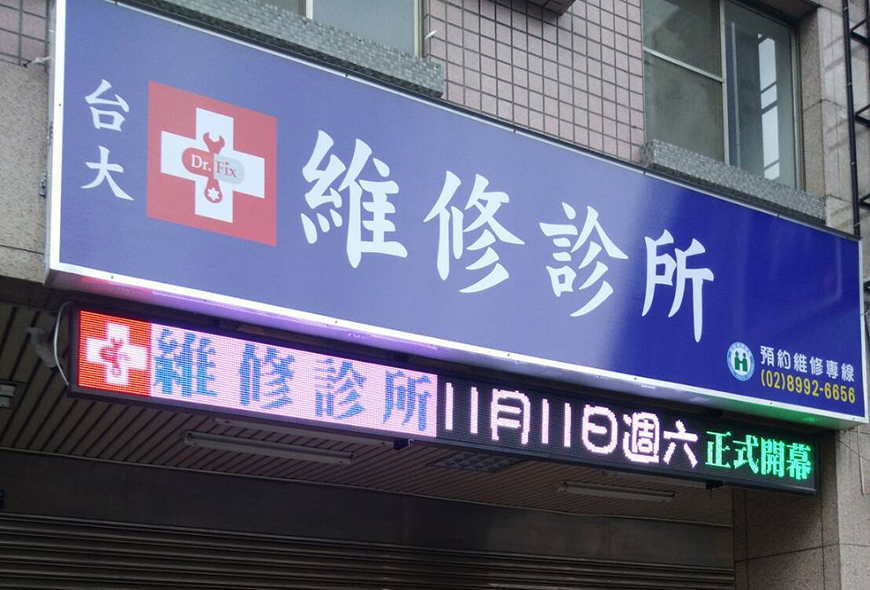 台大
Dr. Fix
維修診所
預約維修專線
(02)8992-6656
維修診所 11月11日週六 正式開幕